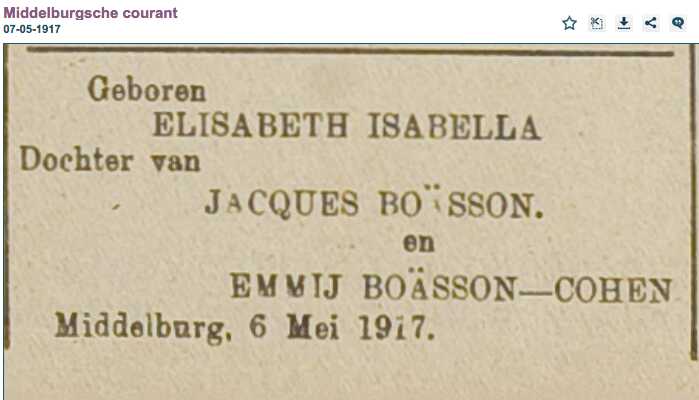 Middelburgsche courant
07-05-1917
Geboren
ELISABETH ISABELLA
Dochter van
JACQUES BOÄSSON.
en
EMMIJ BOÄSSON—COHEN
Middelburg, 6 Mei 1917.